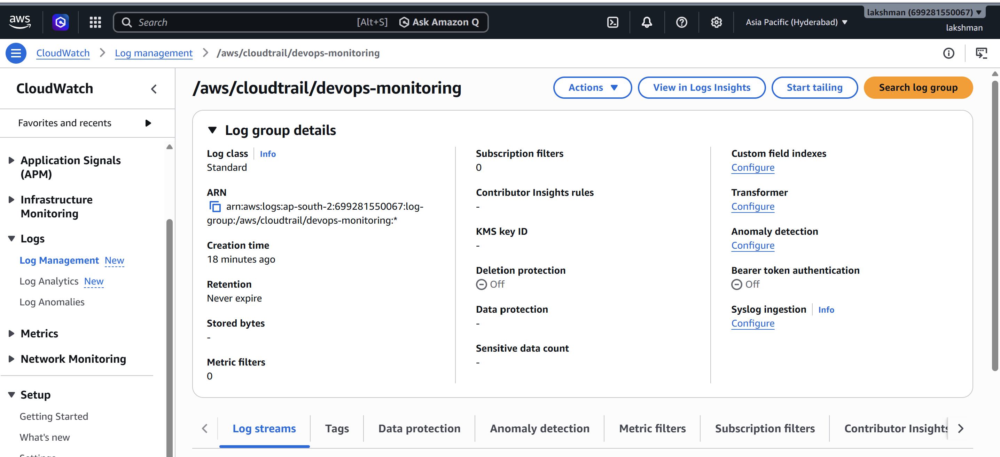 aws
Search
[Alt+S]
Ask Amazon Q
Asia Pacific (Hyderabad)
lakshman (699281550067)
lakshman
CloudWatch
Log management
/aws/cloudtrail/devops-monitoring
CloudWatch
Favorites and recents
Application Signals
(APM)
Infrastructure
Monitoring
Logs
Log Management New
Log Analytics New
Log Anomalies
Metrics
Network Monitoring
Setup
Getting Started
What's new
Settings
/aws/cloudtrail/devops-monitoring
Actions
View in Logs Insights
Start tailing
Search log group
Log group details
Log class
Info
Standard
ARN
arn:aws:logs:ap-south-2:699281550067:log-
group:/aws/cloudtrail/devops-monitoring:*
Creation time
18 minutes ago
Retention
Never expire
Stored bytes
-
Metric filters
0
Subscription filters
0
Contributor Insights rules
-
KMS key ID
-
Deletion protection
Off
Data protection
-
Sensitive data count
-
Custom field indexes
Configure
Transformer
Configure
Anomaly detection
Configure
Bearer token authentication
Off
Syslog ingestion
Info
Configure
Log streams
Tags
Data protection
Anomaly detection
Metric filters
Subscription filters
Contributor Insights